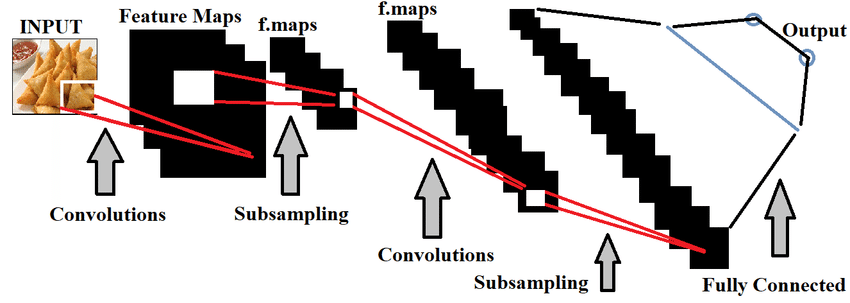 INPUT
Feature Maps
f.maps
f.maps
Output
Convolutions
Subsampling
Convolutions
Subsampling
Fully Connected